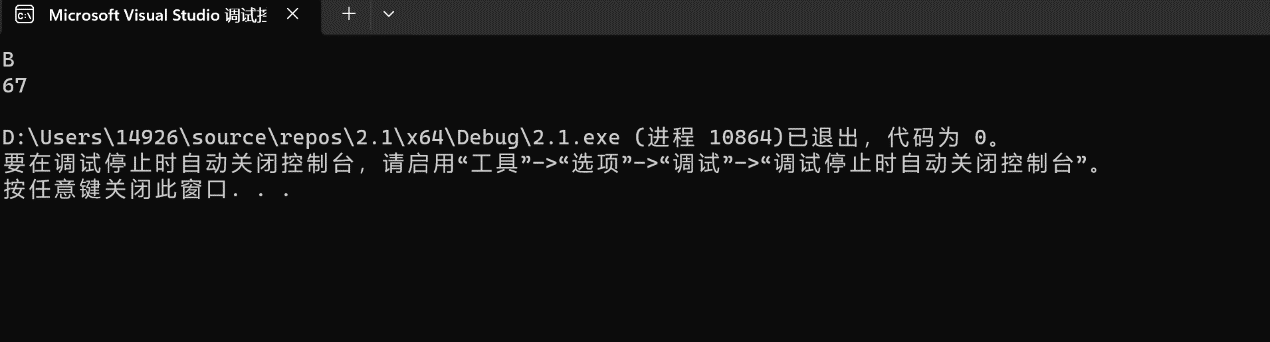 Microsoft Visual Studio 调试
B
67
D:\Users\14926\source\repos\2.1\x64\Debug\2.1.exe (进程 10864)已退出，代码为 0。
要在调试停止时自动关闭控制台，请启用“工具”->“选项”->“调试”->“调试停止时自动关闭控制台”。
按任意键关闭此窗口. . .